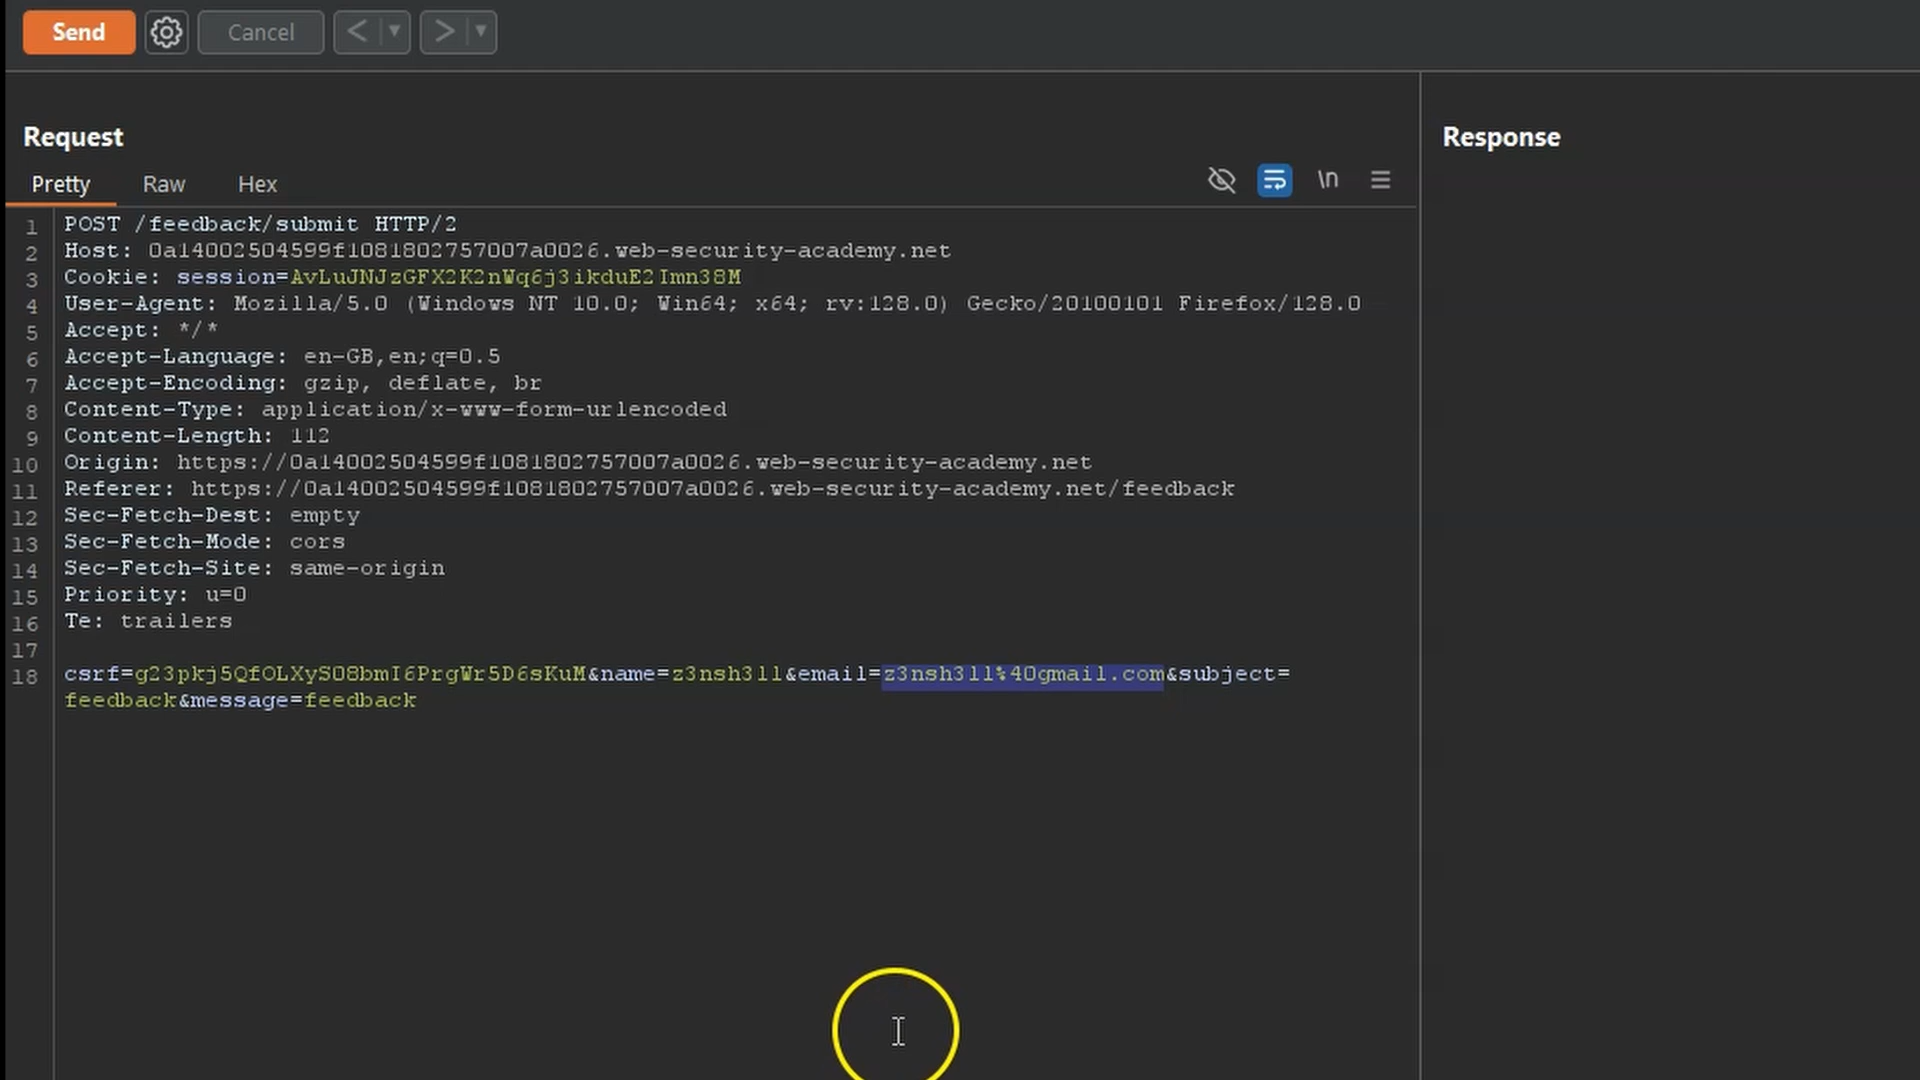 Send
Cancel
<
>
Request
Response
Pretty
Raw
Hex
\n
1 POST /feedback/submit HTTP/2
2 Host: 0a14002504599f1081802757007a0026.web-security-academy.net
3 Cookie: session=AvLuJNJzGFX2K2nWq6j3ikduE2Imn38M
4 User-Agent: Mozilla/5.0 (Windows NT 10.0; Win64; x64; rv:128.0) Gecko/20100101 Firefox/128.0
5 Accept: */*
6 Accept-Language: en-GB,en;q=0.5
7 Accept-Encoding: gzip, deflate, br
8 Content-Type: application/x-www-form-urlencoded
9 Content-Length: 112
10 Origin: https://0a14002504599f1081802757007a0026.web-security-academy.net
11 Referer: https://0a14002504599f1081802757007a0026.web-security-academy.net/feedback
12 Sec-Fetch-Dest: empty
13 Sec-Fetch-Mode: cors
14 Sec-Fetch-Site: same-origin
15 Priority: u=0
16 Te: trailers
17
18 csrf=g23pkj5QfOLXyS08bmI6PrgWr5D6sKuM&name=z3nsh3ll&email=z3nsh3ll%40gmail.com&subject=
feedback&message=feedback